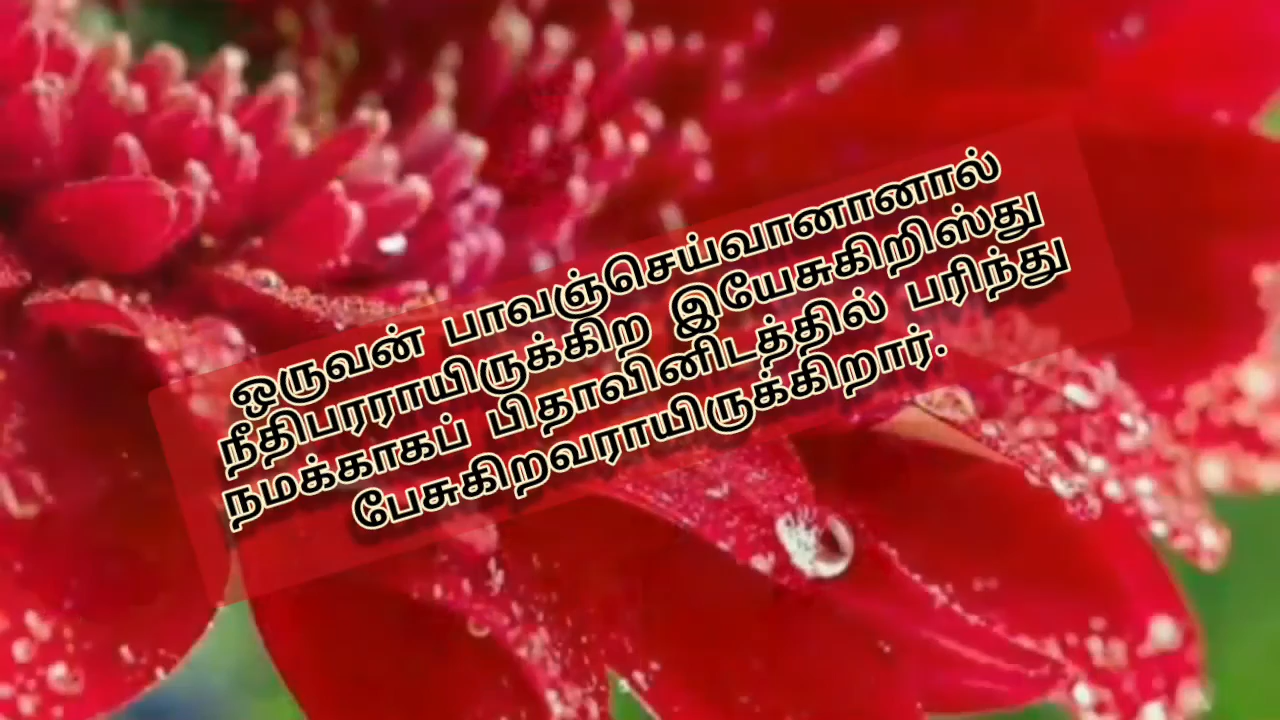 ஒருவன் பாவஞ்செய்வானானால்
நீதிபரராயிருக்கிற இயேசுகிறிஸ்து
நமக்காகப் பிதாவினிடத்தில் பரிந்து
பேசுகிறவராயிருக்கிறார்.